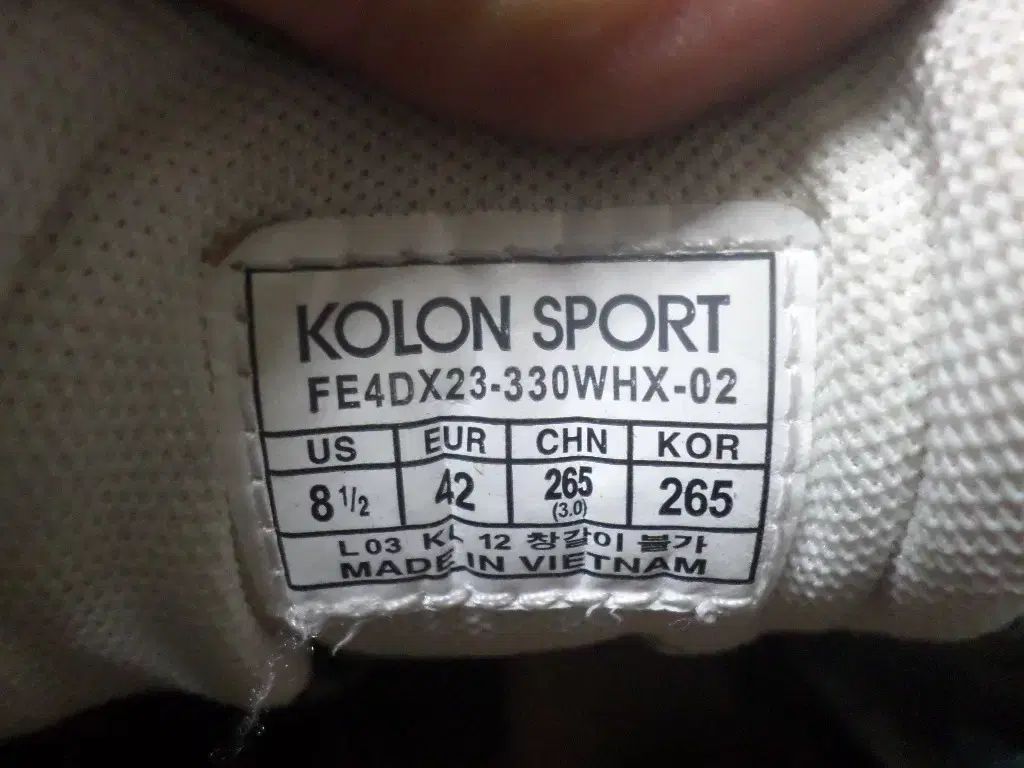 KOLON SPORT
FE4DX23-330WHX-02
US EUR CHN KOR
8 1/2 42 265 (3.0) 265
L03 12 창갈이 불가
MADE IN VIETNAM